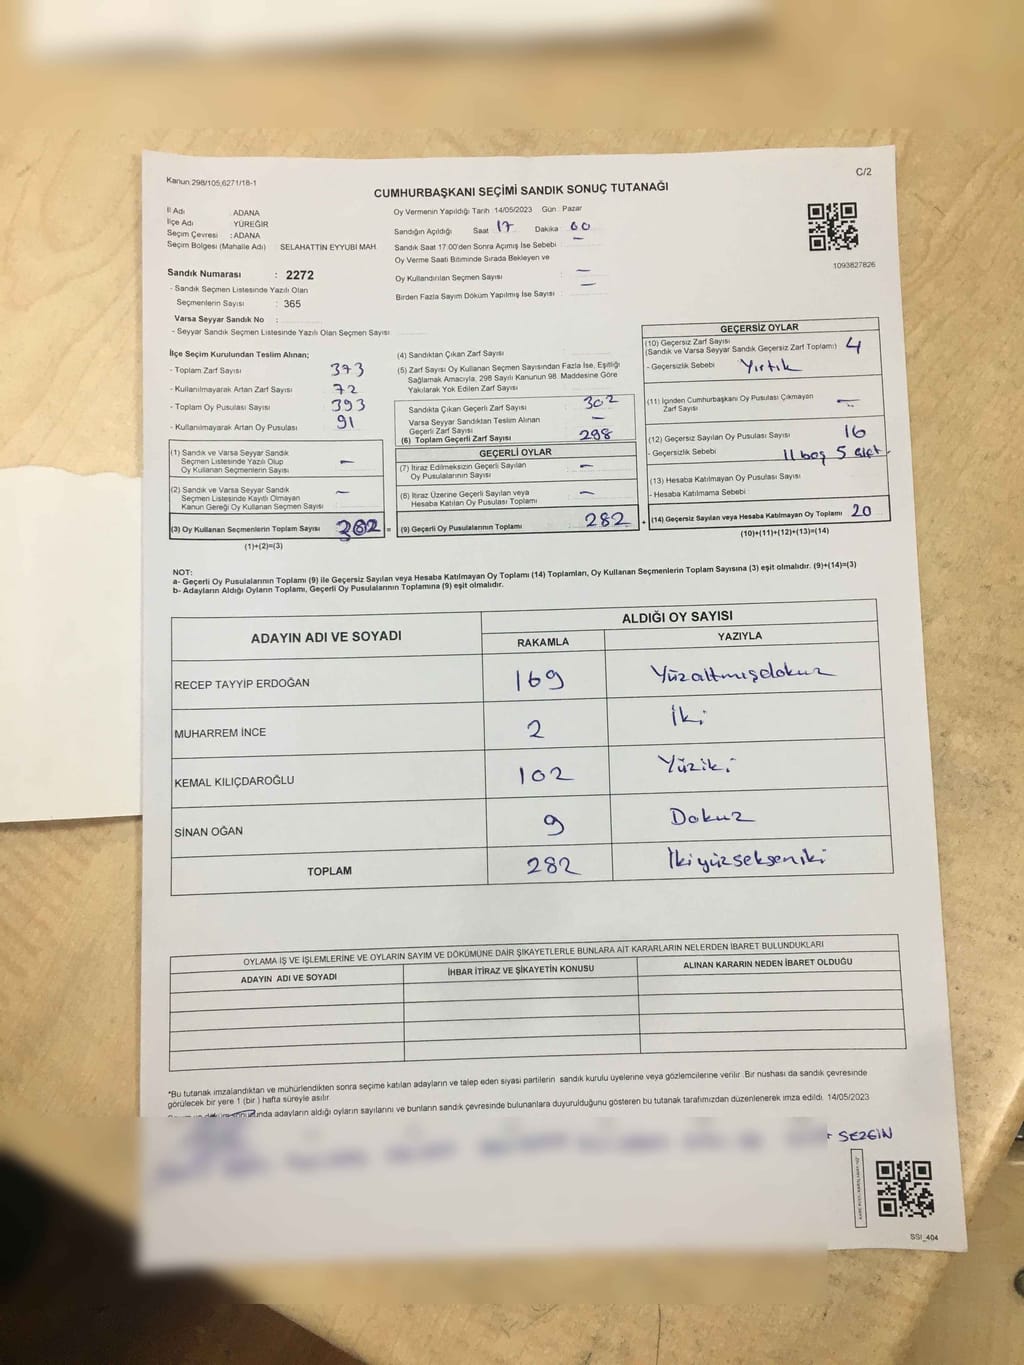 Kanun 298/105;6271/18-1
C/2
CUMHURBAŞKANI SEÇİMİ SANDIK SONUÇ TUTANAĞI
İl Adı : ADANA
İlçe Adı : YÜREĞİR
Seçim Çevresi : ADANA
Seçim Bölgesi (Mahalle Adı) : SELAHATTİN EYYUBİ MAH
Oy Vermenin Yapıldığı Tarih 14/05/2023 Gün : Pazar
Sandığın Açıldığı Saat 17 Dakika 00
Sandık Saat 17:00'den Sonra Açımış İse Sebebi : —
Oy Verme Saati Bitiminde Sırada Bekleyen ve
Oy Kullandırılan Seçmen Sayısı : —
Birden Fazla Sayım Döküm Yapılmış İse Sayısı : —
1093827826
Sandık Numarası : 2272
- Sandık Seçmen Listesinde Yazılı Olan
Seçmenlerin Sayısı : 365
Varsa Seyyar Sandık No :
- Seyyar Sandık Seçmen Listesinde Yazılı Olan Seçmen Sayısı
İlçe Seçim Kurulundan Teslim Alınan;
- Toplam Zarf Sayısı 373
- Kullanılmayarak Artan Zarf Sayısı 72
- Toplam Oy Pusulası Sayısı 393
- Kullanılmayarak Artan Oy Pusulası 91
(1) Sandık ve Varsa Seyyar Sandık
Seçmen Listesinde Yazılı Olup
Oy Kullanan Seçmenlerin Sayısı —
(2) Sandık ve Varsa Seyyar Sandık
Seçmen Listesinde Kayıtlı Olmayan
Kanun Gereği Oy Kullanan Seçmen Sayısı —
(3) Oy Kullanan Seçmenlerin Toplam Sayısı =
(1)+(2)=(3)
(4) Sandıktan Çıkan Zarf Sayısı :
(5) Zarf Sayısı Oy Kullanan Seçmen Sayısından Fazla İse, Eşitliği
Sağlamak Amacıyla, 298 Sayılı Kanunun 98. Maddesine Göre
Yakılarak Yok Edilen Zarf Sayısı
Sandıkta Çıkan Geçerli Zarf Sayısı : 302
Varsa Seyyar Sandıktan Teslim Alınan
Geçerli Zarf Sayısı —
(6) Toplam Geçerli Zarf Sayısı 298
GEÇERLİ OYLAR
(7) İtiraz Edilmeksizin Geçerli Sayılan
Oy Pusulasının Sayısı : —
(8) İtiraz Üzerine Geçerli Sayılan veya
Hesaba Katılan Oy Pusulası Toplamı : —
(9) Geçerli Oy Pusulalarının Toplamı : 282 +
GEÇERSİZ OYLAR
(10) Geçersiz Zarf Sayısı
(Sandık ve Varsa Seyyar Sandık Geçersiz Zarf Toplamı) 4
- Geçersizlik Sebebi : Yırtık
(11) İçinden Cumhurbaşkanı Oy Pusulası Çıkmayan
Zarf Sayısı —
(12) Geçersiz Sayılan Oy Pusulası Sayısı 16
- Geçersizlik Sebebi : 11 boş 5
(13) Hesaba Katılmayan Oy Pusulası Sayısı
- Hesaba Katılmama Sebebi :
(14) Geçersiz Sayılan veya Hesaba Katılmayan Oy Toplamı 20
(10)+(11)+(12)+(13)=(14)
NOT:
a- Geçerli Oy Pusulalarının Toplamı (9) ile Geçersiz Sayılan veya Hesaba Katılmayan Oy Toplamı (14) Toplamları, Oy Kullanan Seçmenlerin Toplam Sayısına (3) eşit olmalıdır. (9)+(14)=(3)
b- Adayların Aldığı Oyların Toplamı, Geçerli Oy Pusulalarının Toplamına (9) eşit olmalıdır.
ADAYIN ADI VE SOYADI ALDIĞI OY SAYISI
RAKAMLA YAZIYLA
RECEP TAYYİP ERDOĞAN 169 Yüzaltmışdokuz
MUHARREM İNCE 2 İki
KEMAL KILIÇDAROĞLU 102 Yüziki
SİNAN OĞAN 9 Dokuz
TOPLAM 282 İkiyüzsekseniki
OYLAMA İŞ VE İŞLEMLERİNE VE OYLARIN SAYIM VE DÖKÜMÜNE DAİR ŞİKAYETLERLE BUNLARA AİT KARARLARIN NELERDEN İBARET BULUNDUKLARI
ADAYIN ADI VE SOYADI İHBAR İTİRAZ VE ŞİKAYETİN KONUSU ALINAN KARARIN NEDEN İBARET OLDUĞU
*Bu tutanak imzalandıktan ve mühürlendikten sonra seçime katılan adayların ve talep eden siyasi partilerin sandık kurulu üyelerine veya gözlemcilerine verilir. Bir nüshası da sandık çevresinde
görülecek bir yere 1 (bir ) hafta süreyle asılır.
adayların aldığı oyların sayılarını ve bunların sandık çevresinde bulunanlara duyurulduğunu gösteren bu tutanak tarafımızdan düzenlenerek imza edildi. 14/05/2023
SEZGİN
SSI_404